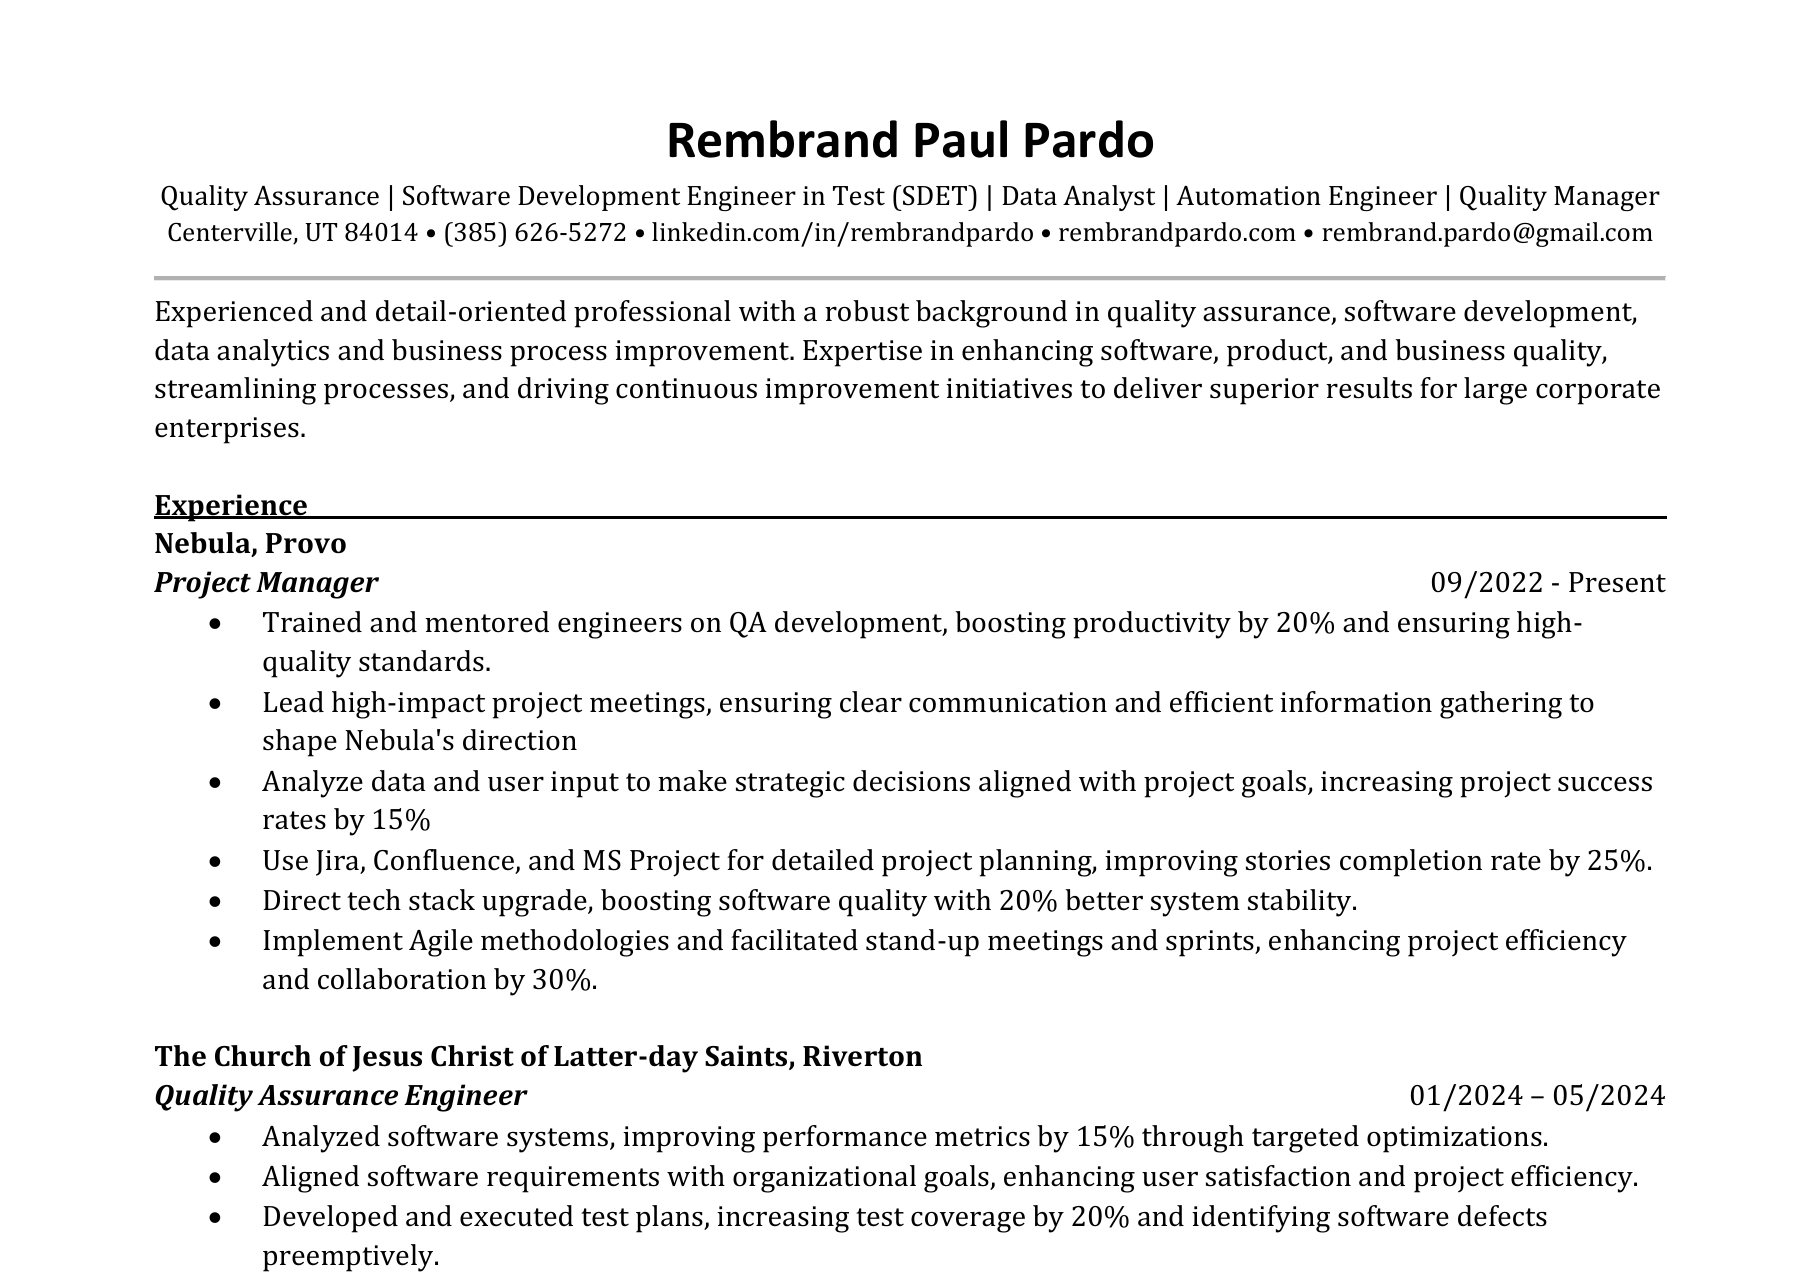 Rembrand Paul Pardo
Quality Assurance | Software Development Engineer in Test (SDET) | Data Analyst | Automation Engineer | Quality Manager
Centerville, UT 84014 • (385) 626-5272 • linkedin.com/in/rembrandpardo • rembrandpardo.com • rembrand.pardo@gmail.com
Experienced and detail-oriented professional with a robust background in quality assurance, software development,
data analytics and business process improvement. Expertise in enhancing software, product, and business quality,
streamlining processes, and driving continuous improvement initiatives to deliver superior results for large corporate
enterprises.
Experience
Nebula, Provo
Project Manager 09/2022 - Present
• Trained and mentored engineers on QA development, boosting productivity by 20% and ensuring high-
quality standards.
• Lead high-impact project meetings, ensuring clear communication and efficient information gathering to
shape Nebula's direction
• Analyze data and user input to make strategic decisions aligned with project goals, increasing project success
rates by 15%
• Use Jira, Confluence, and MS Project for detailed project planning, improving stories completion rate by 25%.
• Direct tech stack upgrade, boosting software quality with 20% better system stability.
• Implement Agile methodologies and facilitated stand-up meetings and sprints, enhancing project efficiency
and collaboration by 30%.
The Church of Jesus Christ of Latter-day Saints, Riverton
Quality Assurance Engineer 01/2024 – 05/2024
• Analyzed software systems, improving performance metrics by 15% through targeted optimizations.
• Aligned software requirements with organizational goals, enhancing user satisfaction and project efficiency.
• Developed and executed test plans, increasing test coverage by 20% and identifying software defects
preemptively.